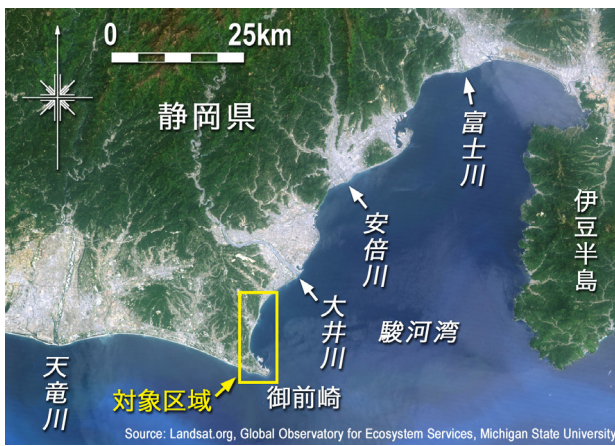 0 25km
静岡県
富士川
伊豆半島
安倍川
大井川
駿河湾
天竜川
対象区域
御前崎
Source: Landsat.org, Global Observatory for Ecosystem Services, Michigan State University